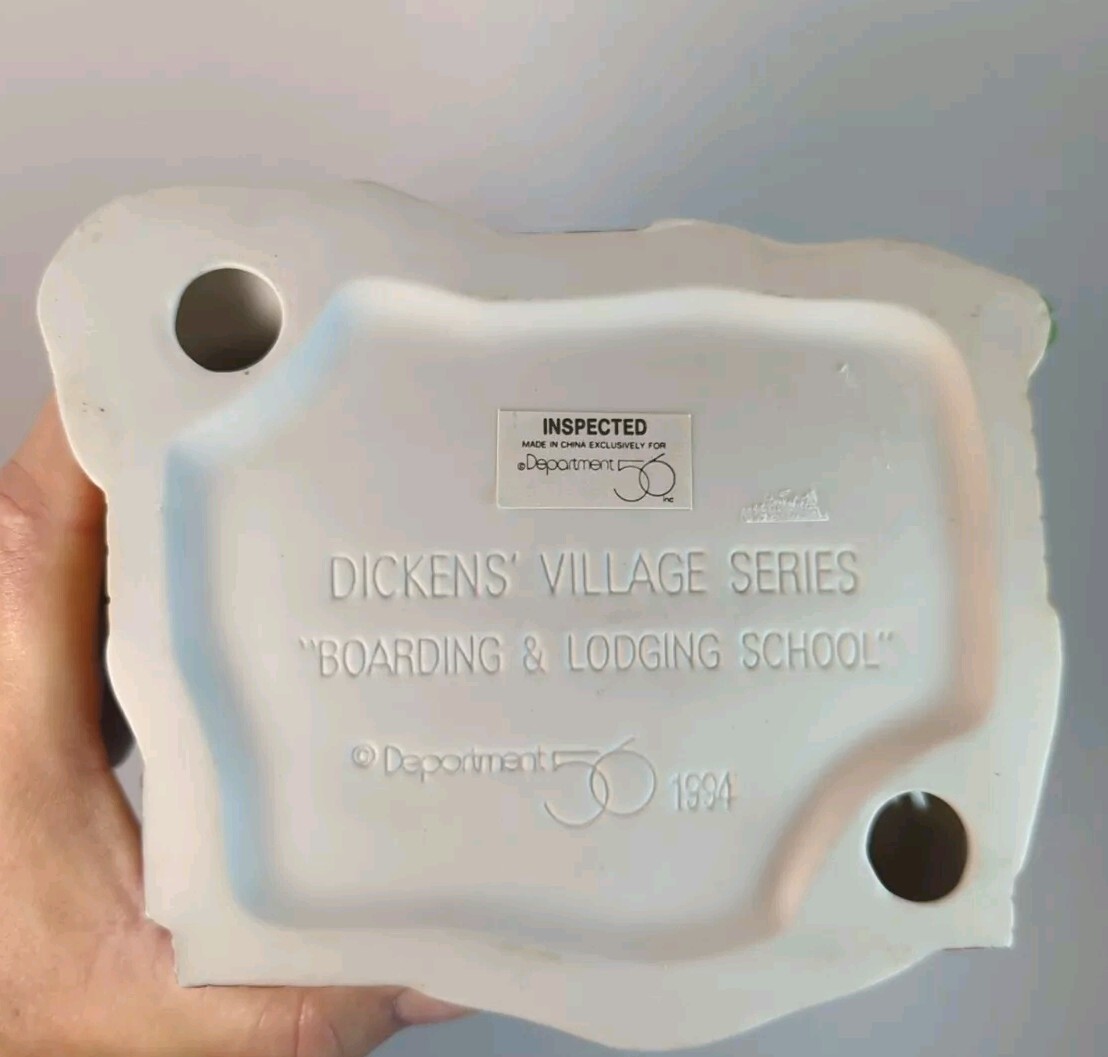 INSPECTED
MADE IN CHINA EXCLUSIVELY FOR
©Department 56 inc
DICKENS' VILLAGE SERIES
"BOARDING & LODGING SCHOOL"
© Department 56 1994